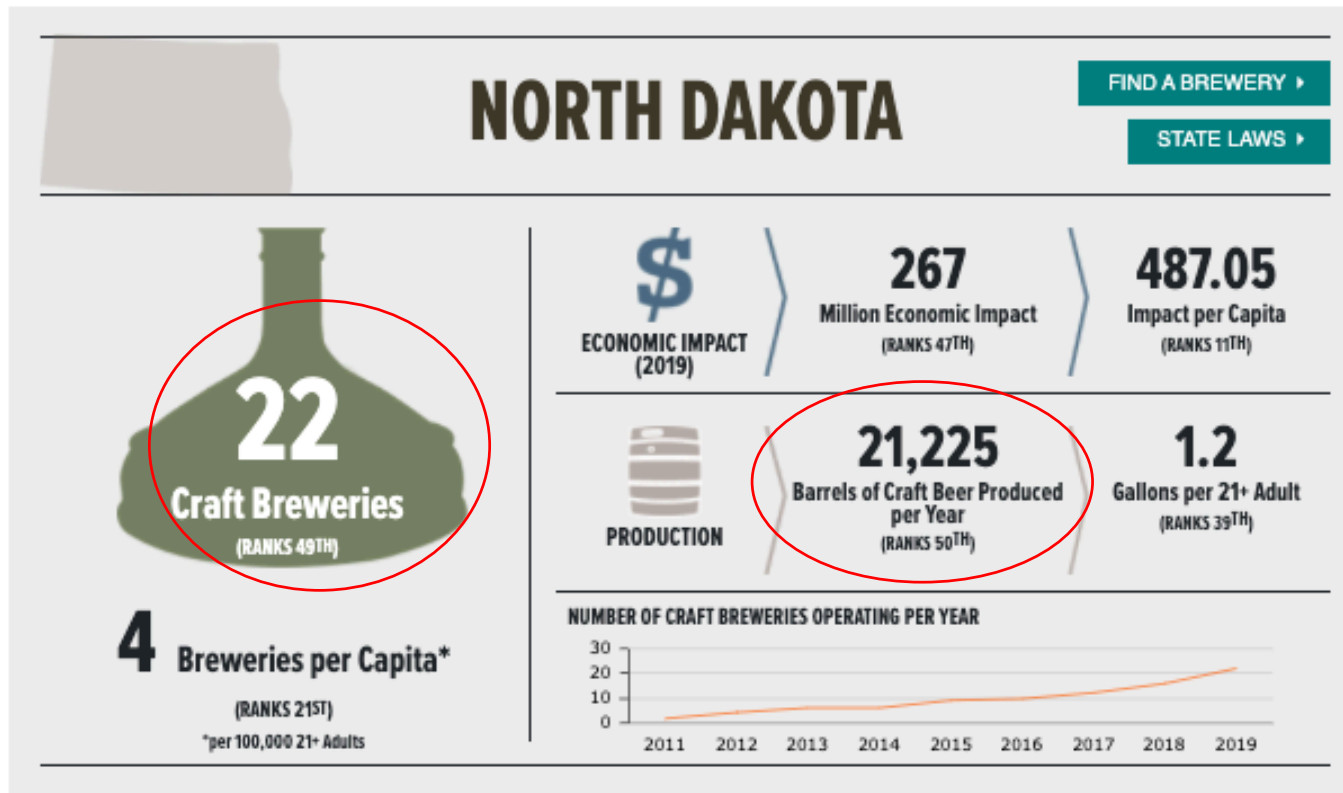 NORTH DAKOTA
FIND A BREWERY
STATE LAWS
22
Craft Breweries
(RANKS 49TH)
4 Breweries per Capita*
(RANKS 21ST)
*per 100,000 21+ Adults
$
ECONOMIC IMPACT
(2019)
267
Million Economic Impact
(RANKS 47TH)
487.05
Impact per Capita
(RANKS 11TH)
PRODUCTION
21,225
Barrels of Craft Beer Produced
per Year
(RANKS 50TH)
1.2
Gallons per 21+ Adult
(RANKS 39TH)
NUMBER OF CRAFT BREWERIES OPERATING PER YEAR
30
20
10
0
2011 2012 2013 2014 2015 2016 2017 2018 2019